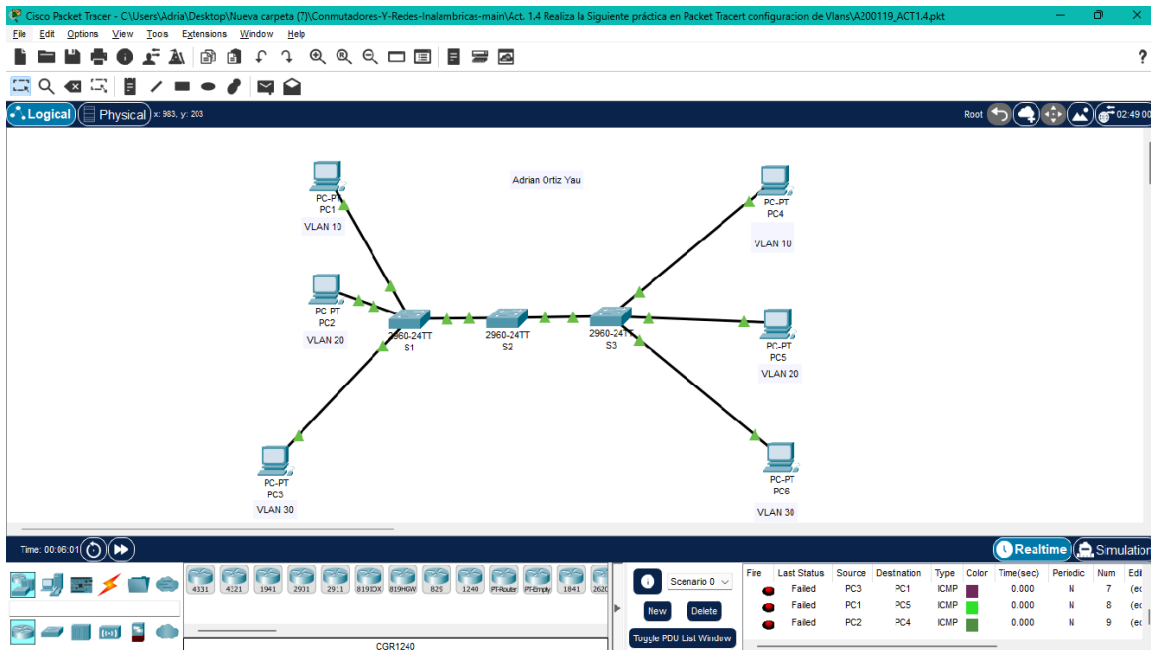 Cisco Packet Tracer - C:\Users\Adria\Desktop\Nueva carpeta (7)\Conmutadores-Y-Redes-Inalambricas-main\Act. 1.4 Realiza la Siguiente práctica en Packet Tracert configuracion de Vlans\A200119_ACT1.4.pkt
File Edit Options View Tools Extensions Window Help
?
Logical Physical x: 983, y: 203 Root 02:49:00
Adrian Ortiz Yau
PC-PT
PC1
VLAN 10
PC-PT
PC4
VLAN 10
PC-PT
PC2
VLAN 20
2960-24TT
S1
2960-24TT
S2
2960-24TT
S3
PC-PT
PC5
VLAN 20
PC-PT
PC3
VLAN 30
PC-PT
PC6
VLAN 30
Time: 00:06:01 Realtime Simulation
4331 4321 1941 2901 2911 819IOX 819HGW 829 1240 PT-Router PT-Empty 1841 2620
CGR1240
Scenario 0
New Delete
Toggle PDU List Window
Fire Last Status Source Destination Type Color Time(sec) Periodic Num Edit
Failed PC3 PC1 ICMP 0.000 N 7 (ec
Failed PC1 PC5 ICMP 0.000 N 8 (ec
Failed PC2 PC4 ICMP 0.000 N 9 (ec